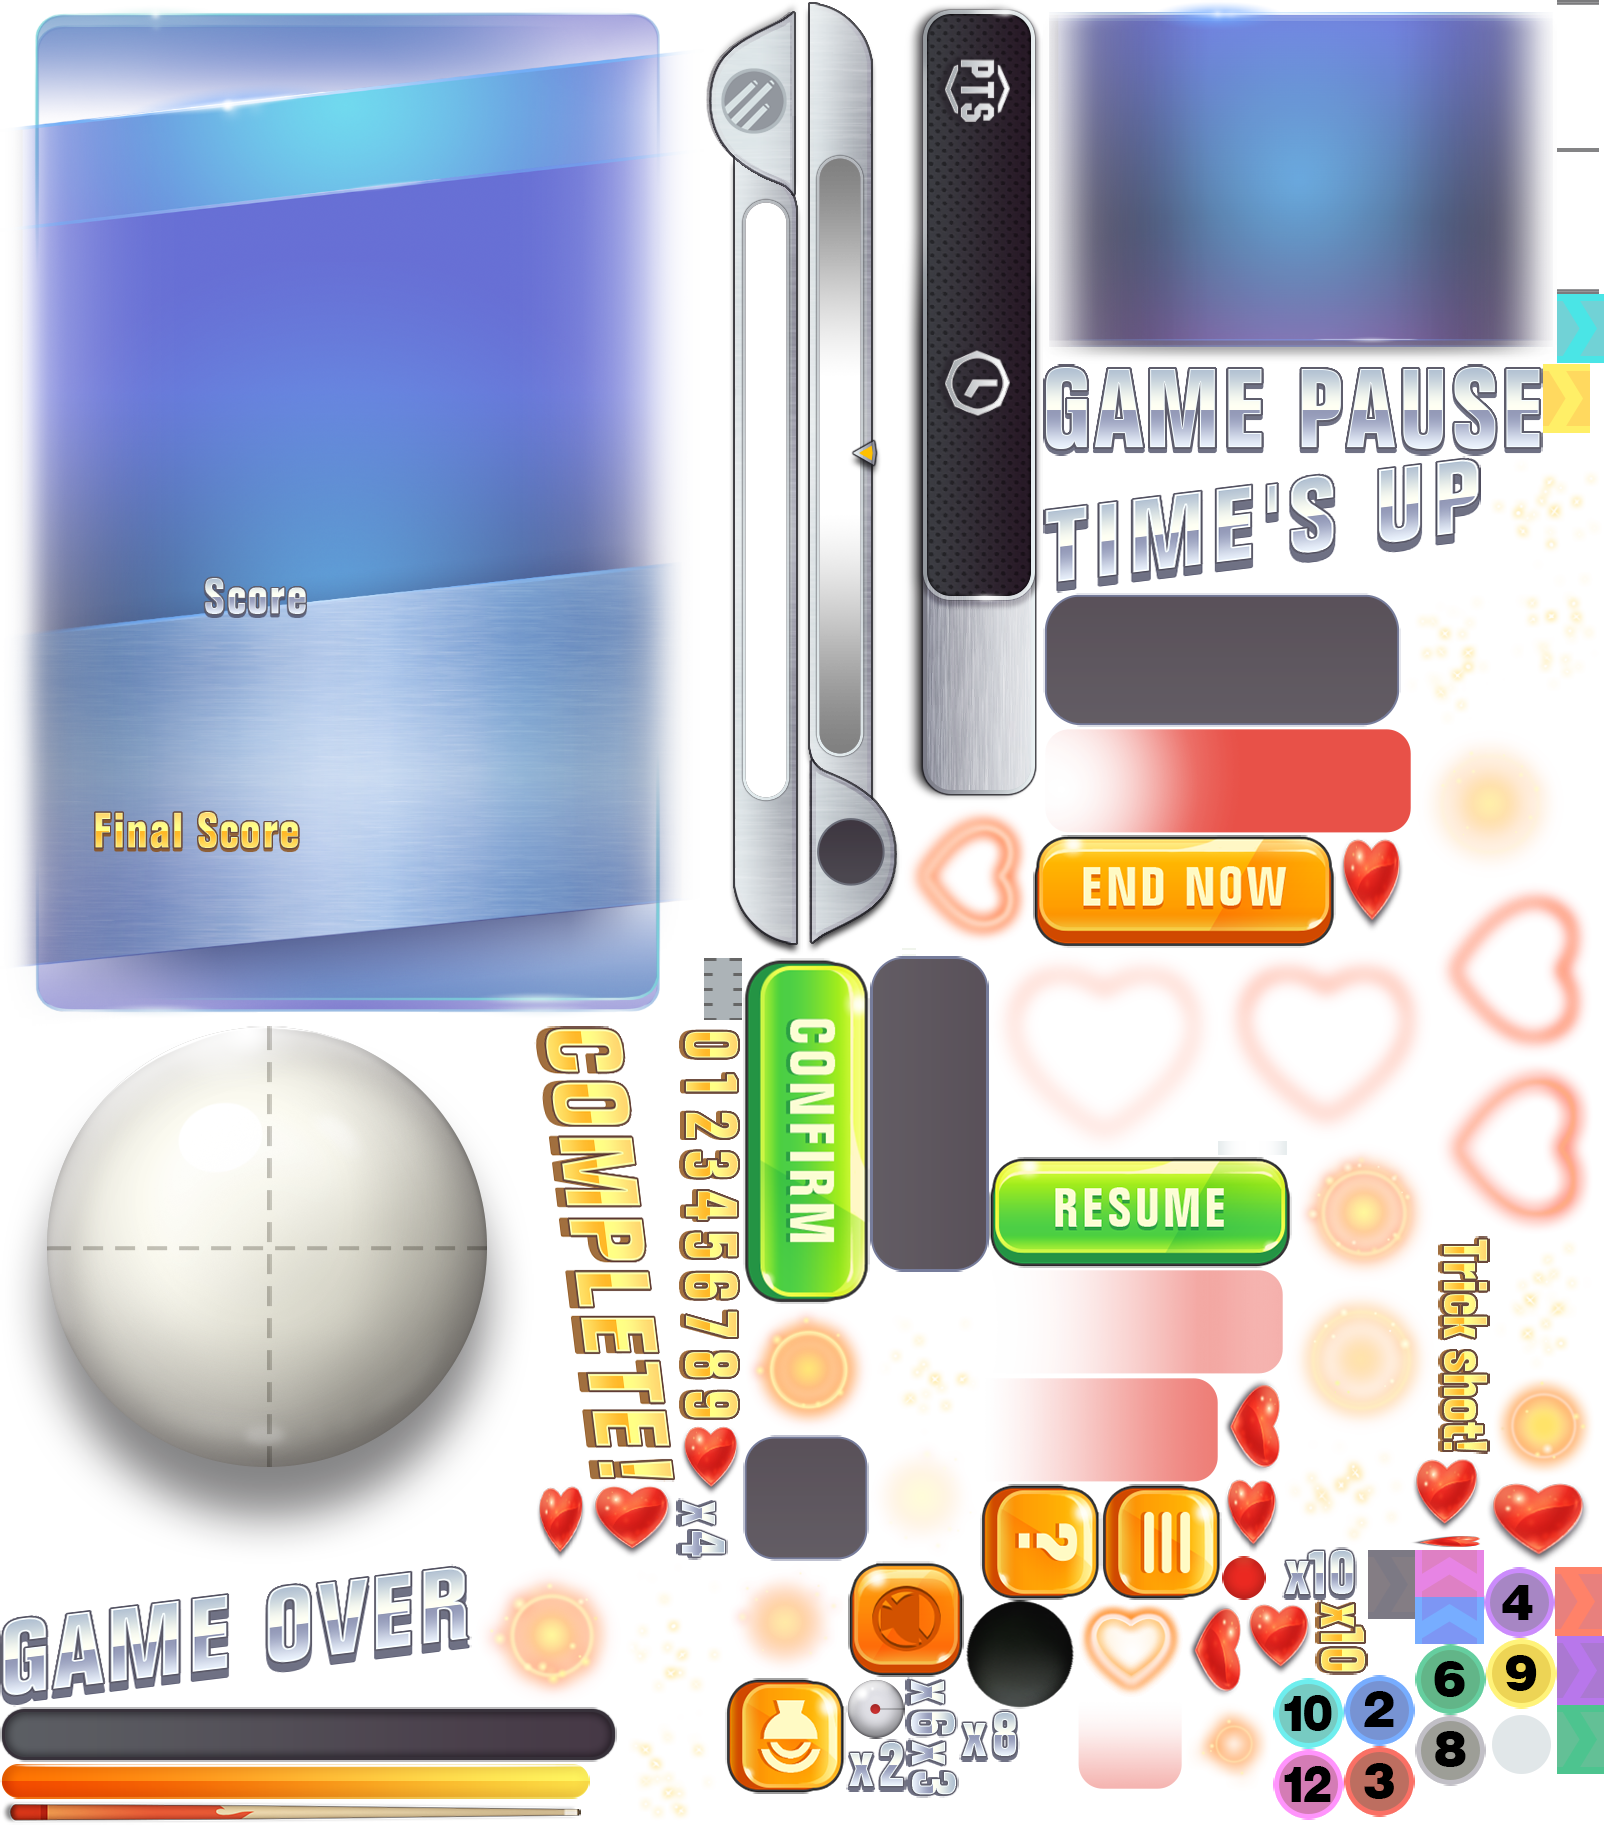 PTS
GAME PAUSE
TIME'S UP
Score
Final Score
END NOW
CONFIRM
COMPLETE!
0123456789
RESUME
Trick shot!
x4
?
GAME OVER
x10
x10
x6
x3
x8
x2
4
6
9
10
2
8
12
3